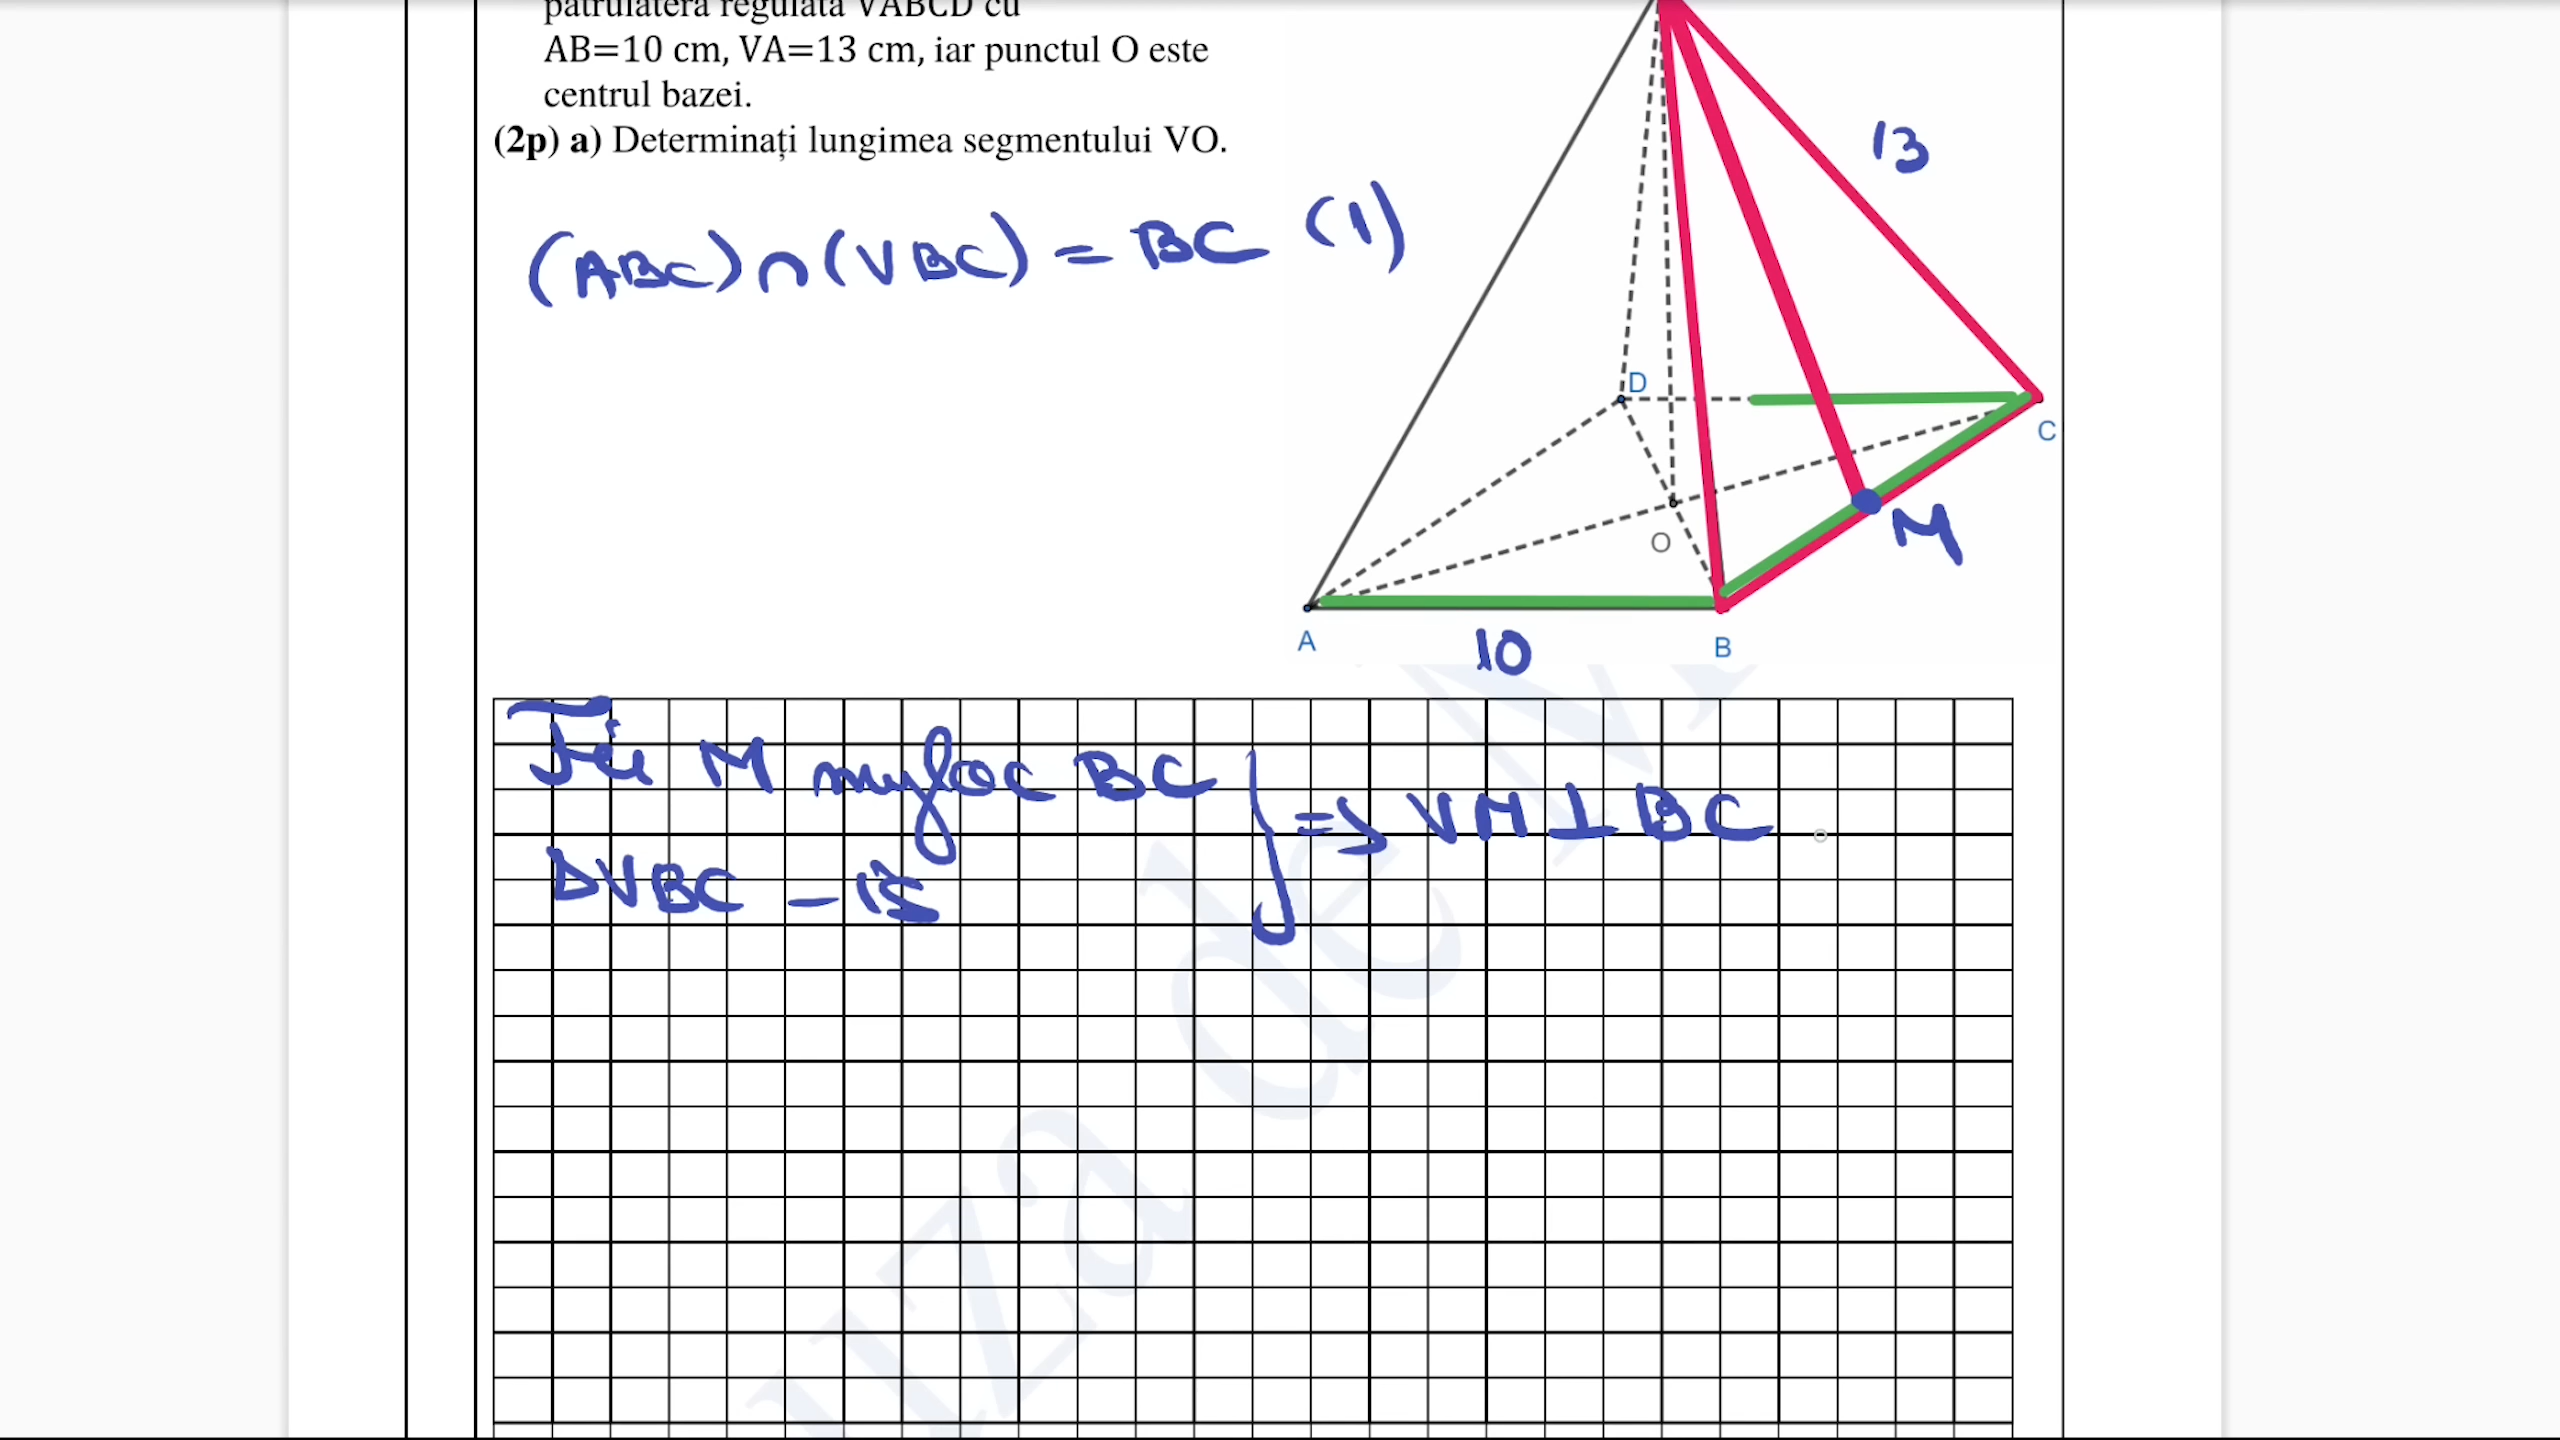 patrulateră regulată VABCD cu
AB=10 cm, VA=13 cm, iar punctul O este
centrul bazei.
(2p) a) Determinați lungimea segmentului VO.
(ABC)∩(VBC) = BC (1)
13
D
C
O
M
A
10
B
Fie M mijloc BC
ΔVBC – is
} => VM ⊥ BC
de